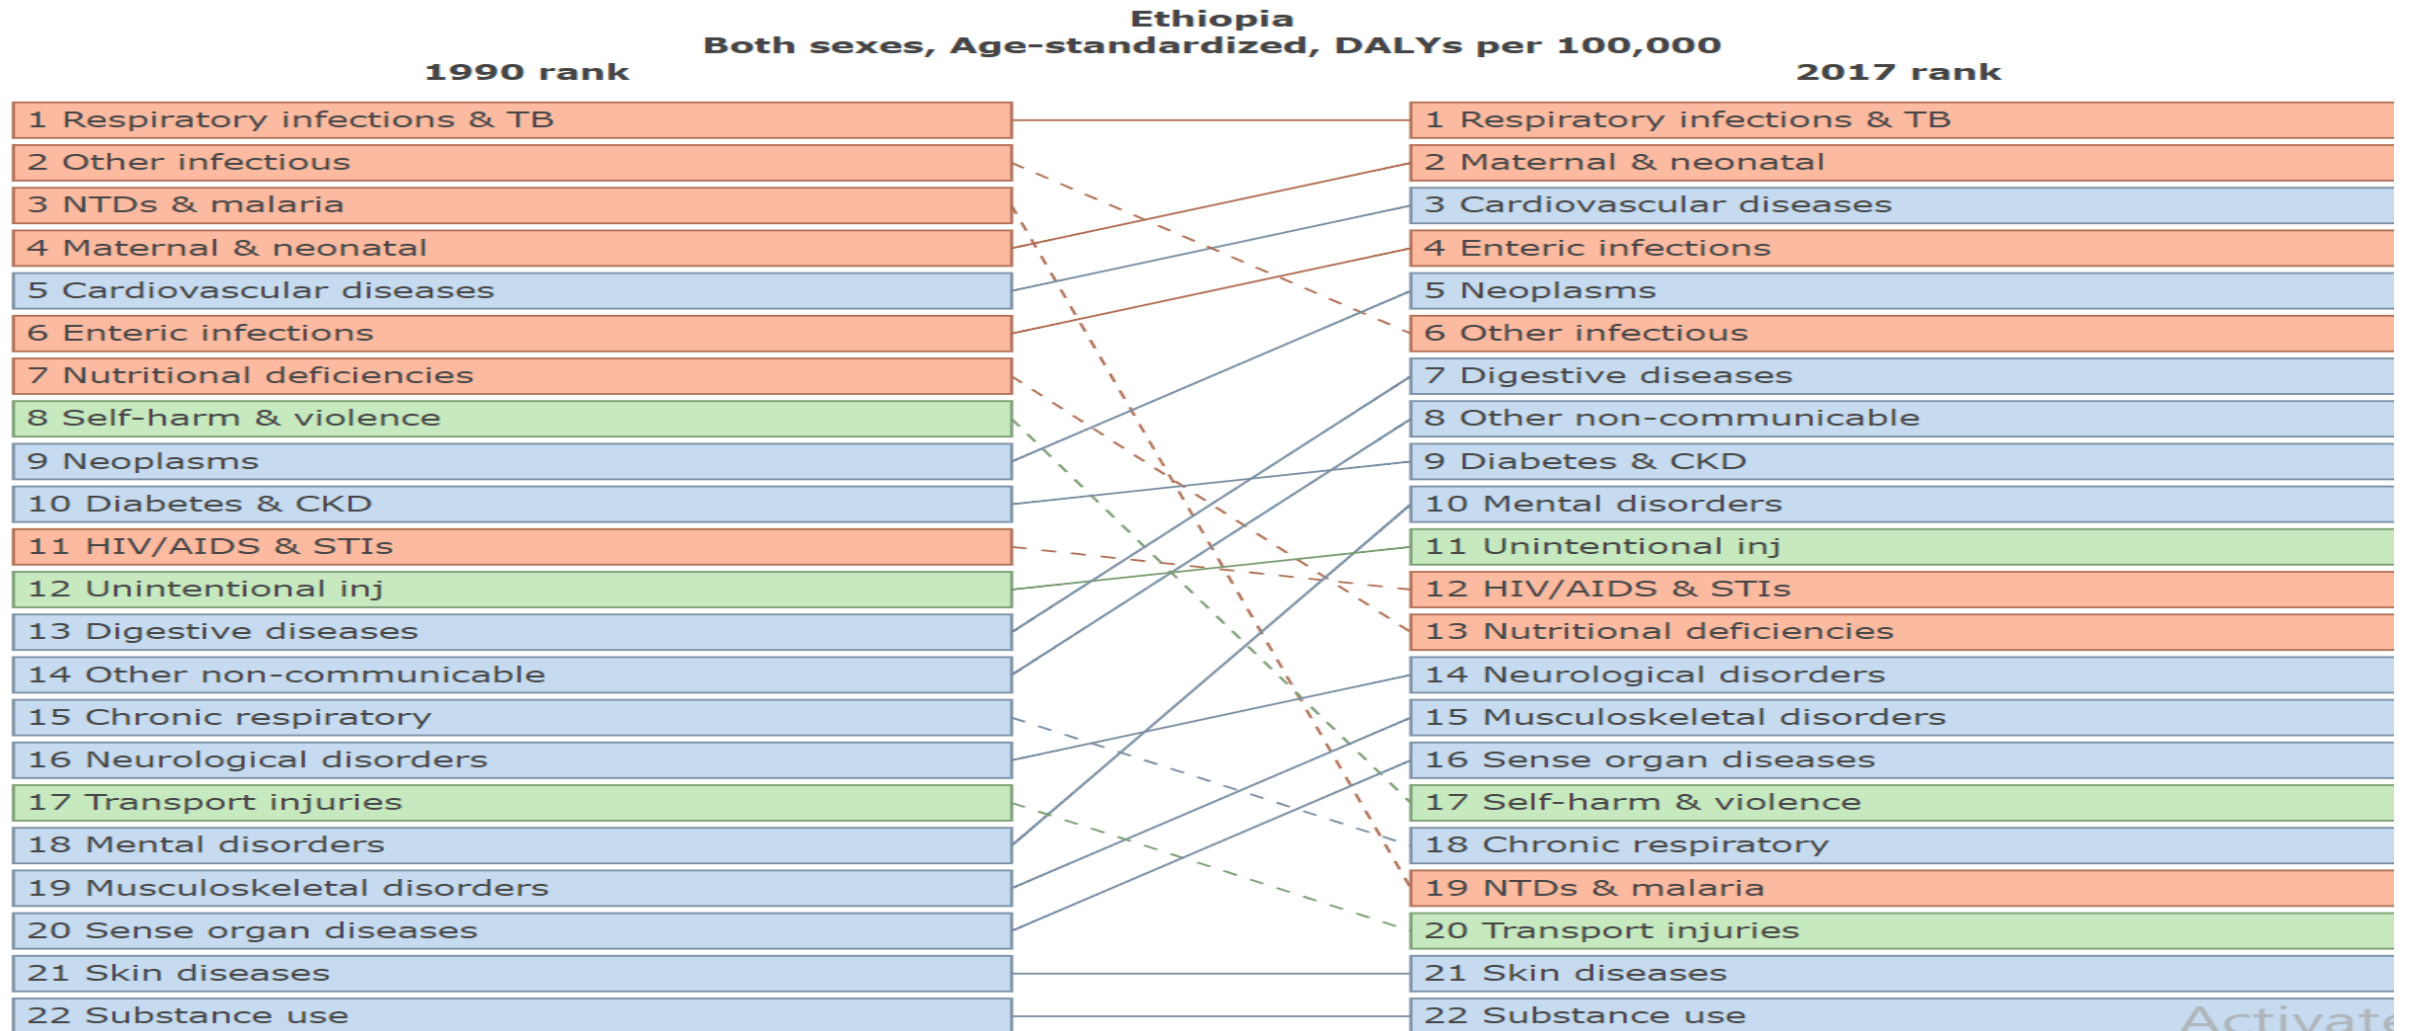 Ethiopia
Both sexes, Age-standardized, DALYs per 100,000
1990 rank
2017 rank
1 Respiratory infections & TB
2 Other infectious
3 NTDs & malaria
4 Maternal & neonatal
5 Cardiovascular diseases
6 Enteric infections
7 Nutritional deficiencies
8 Self-harm & violence
9 Neoplasms
10 Diabetes & CKD
11 HIV/AIDS & STIs
12 Unintentional inj
13 Digestive diseases
14 Other non-communicable
15 Chronic respiratory
16 Neurological disorders
17 Transport injuries
18 Mental disorders
19 Musculoskeletal disorders
20 Sense organ diseases
21 Skin diseases
22 Substance use
1 Respiratory infections & TB
2 Maternal & neonatal
3 Cardiovascular diseases
4 Enteric infections
5 Neoplasms
6 Other infectious
7 Digestive diseases
8 Other non-communicable
9 Diabetes & CKD
10 Mental disorders
11 Unintentional inj
12 HIV/AIDS & STIs
13 Nutritional deficiencies
14 Neurological disorders
15 Musculoskeletal disorders
16 Sense organ diseases
17 Self-harm & violence
18 Chronic respiratory
19 NTDs & malaria
20 Transport injuries
21 Skin diseases
22 Substance use
Activate